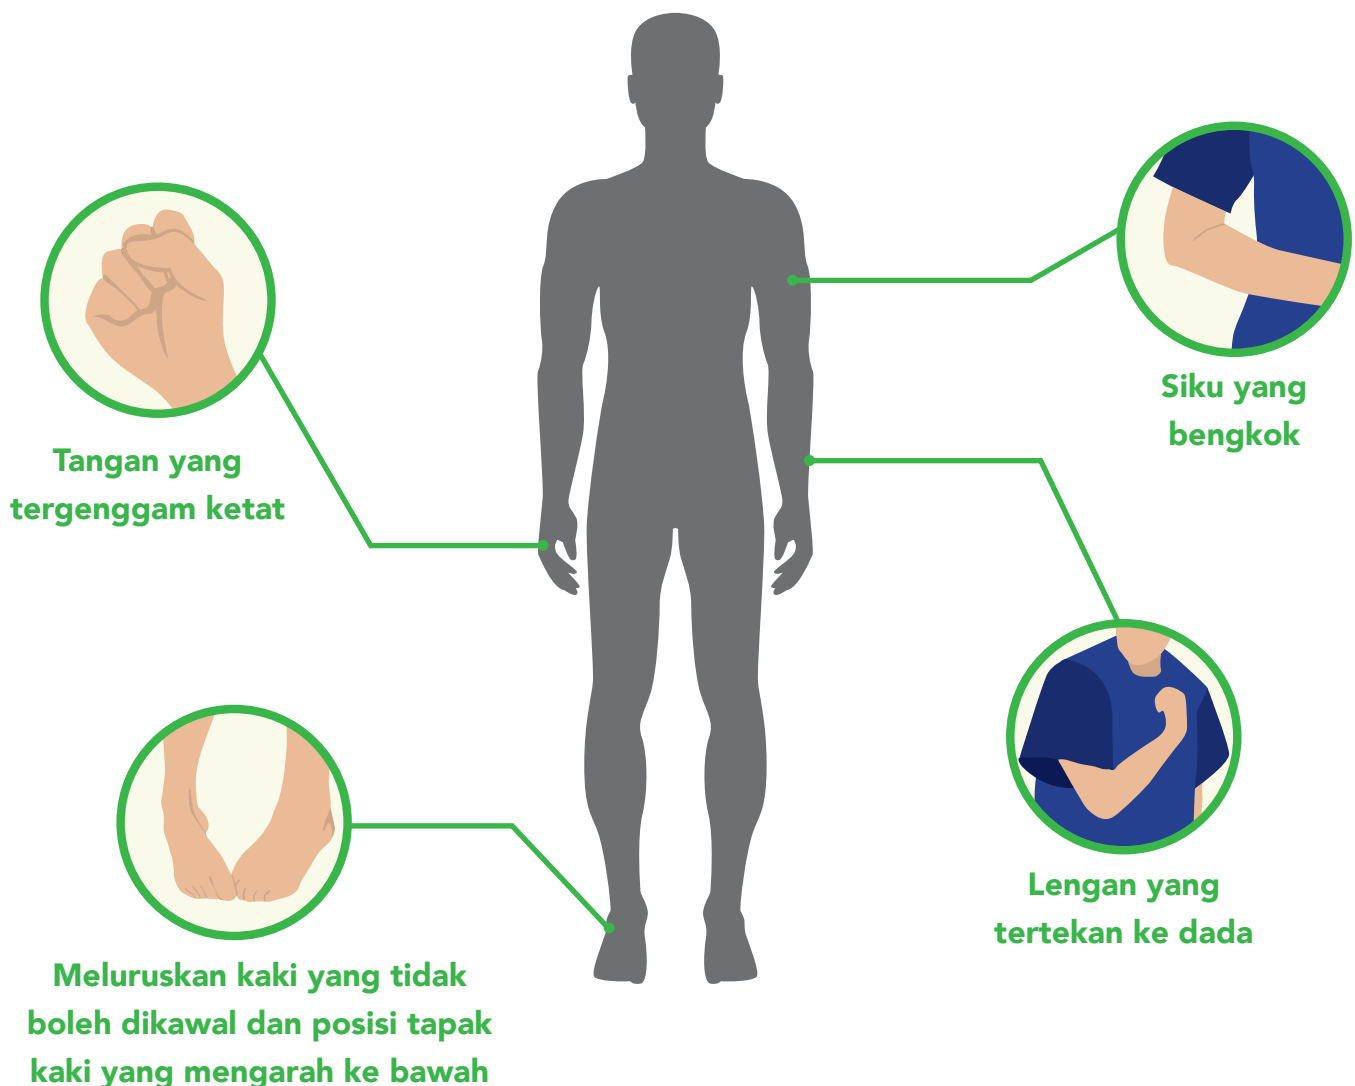 Siku yang
bengkok
Tangan yang
tergenggam ketat
Lengan yang
tertekan ke dada
Meluruskan kaki yang tidak
boleh dikawal dan posisi tapak
kaki yang mengarah ke bawah